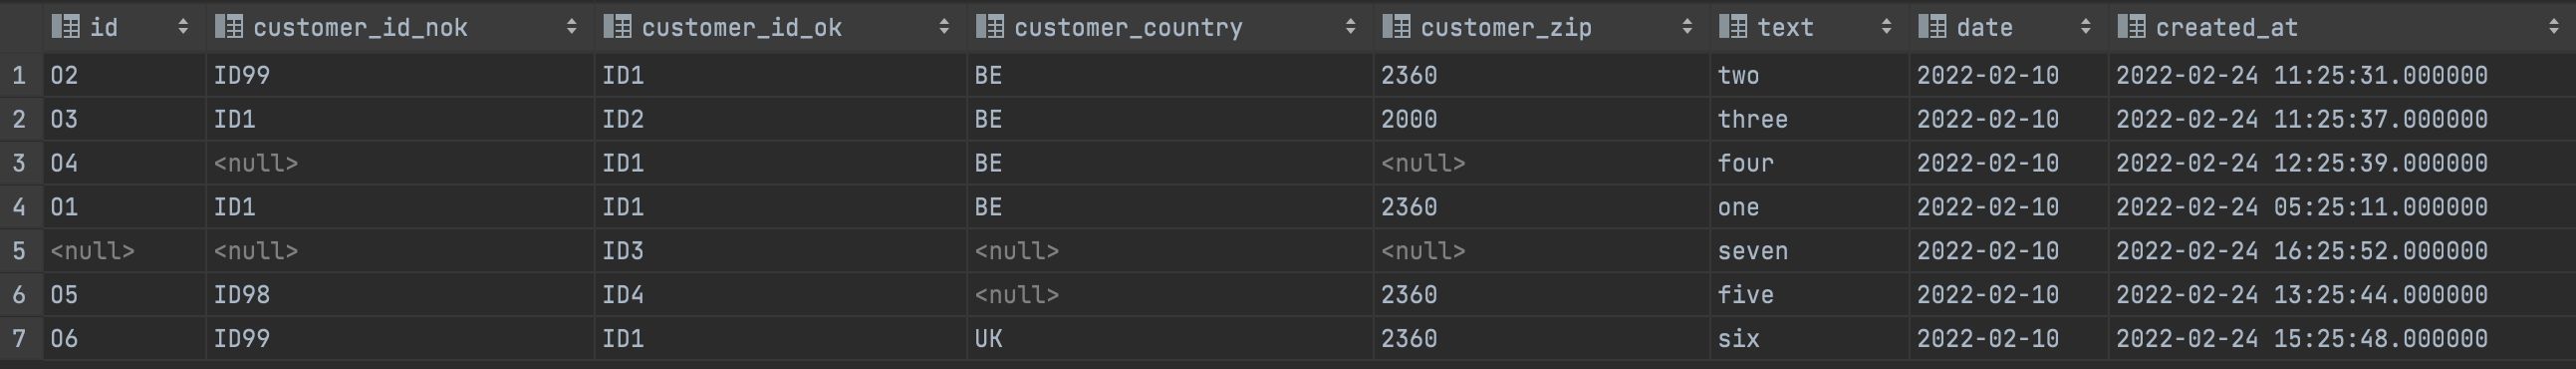 id customer_id_nok customer_id_ok customer_country customer_zip text date created_at
1 O2 ID99 ID1 BE 2360 two 2022-02-10 2022-02-24 11:25:31.000000
2 O3 ID1 ID2 BE 2000 three 2022-02-10 2022-02-24 11:25:37.000000
3 O4 <null> ID1 BE <null> four 2022-02-10 2022-02-24 12:25:39.000000
4 O1 ID1 ID1 BE 2360 one 2022-02-10 2022-02-24 05:25:11.000000
5 <null> <null> ID3 <null> <null> seven 2022-02-10 2022-02-24 16:25:52.000000
6 O5 ID98 ID4 <null> 2360 five 2022-02-10 2022-02-24 13:25:44.000000
7 O6 ID99 ID1 UK 2360 six 2022-02-10 2022-02-24 15:25:48.000000